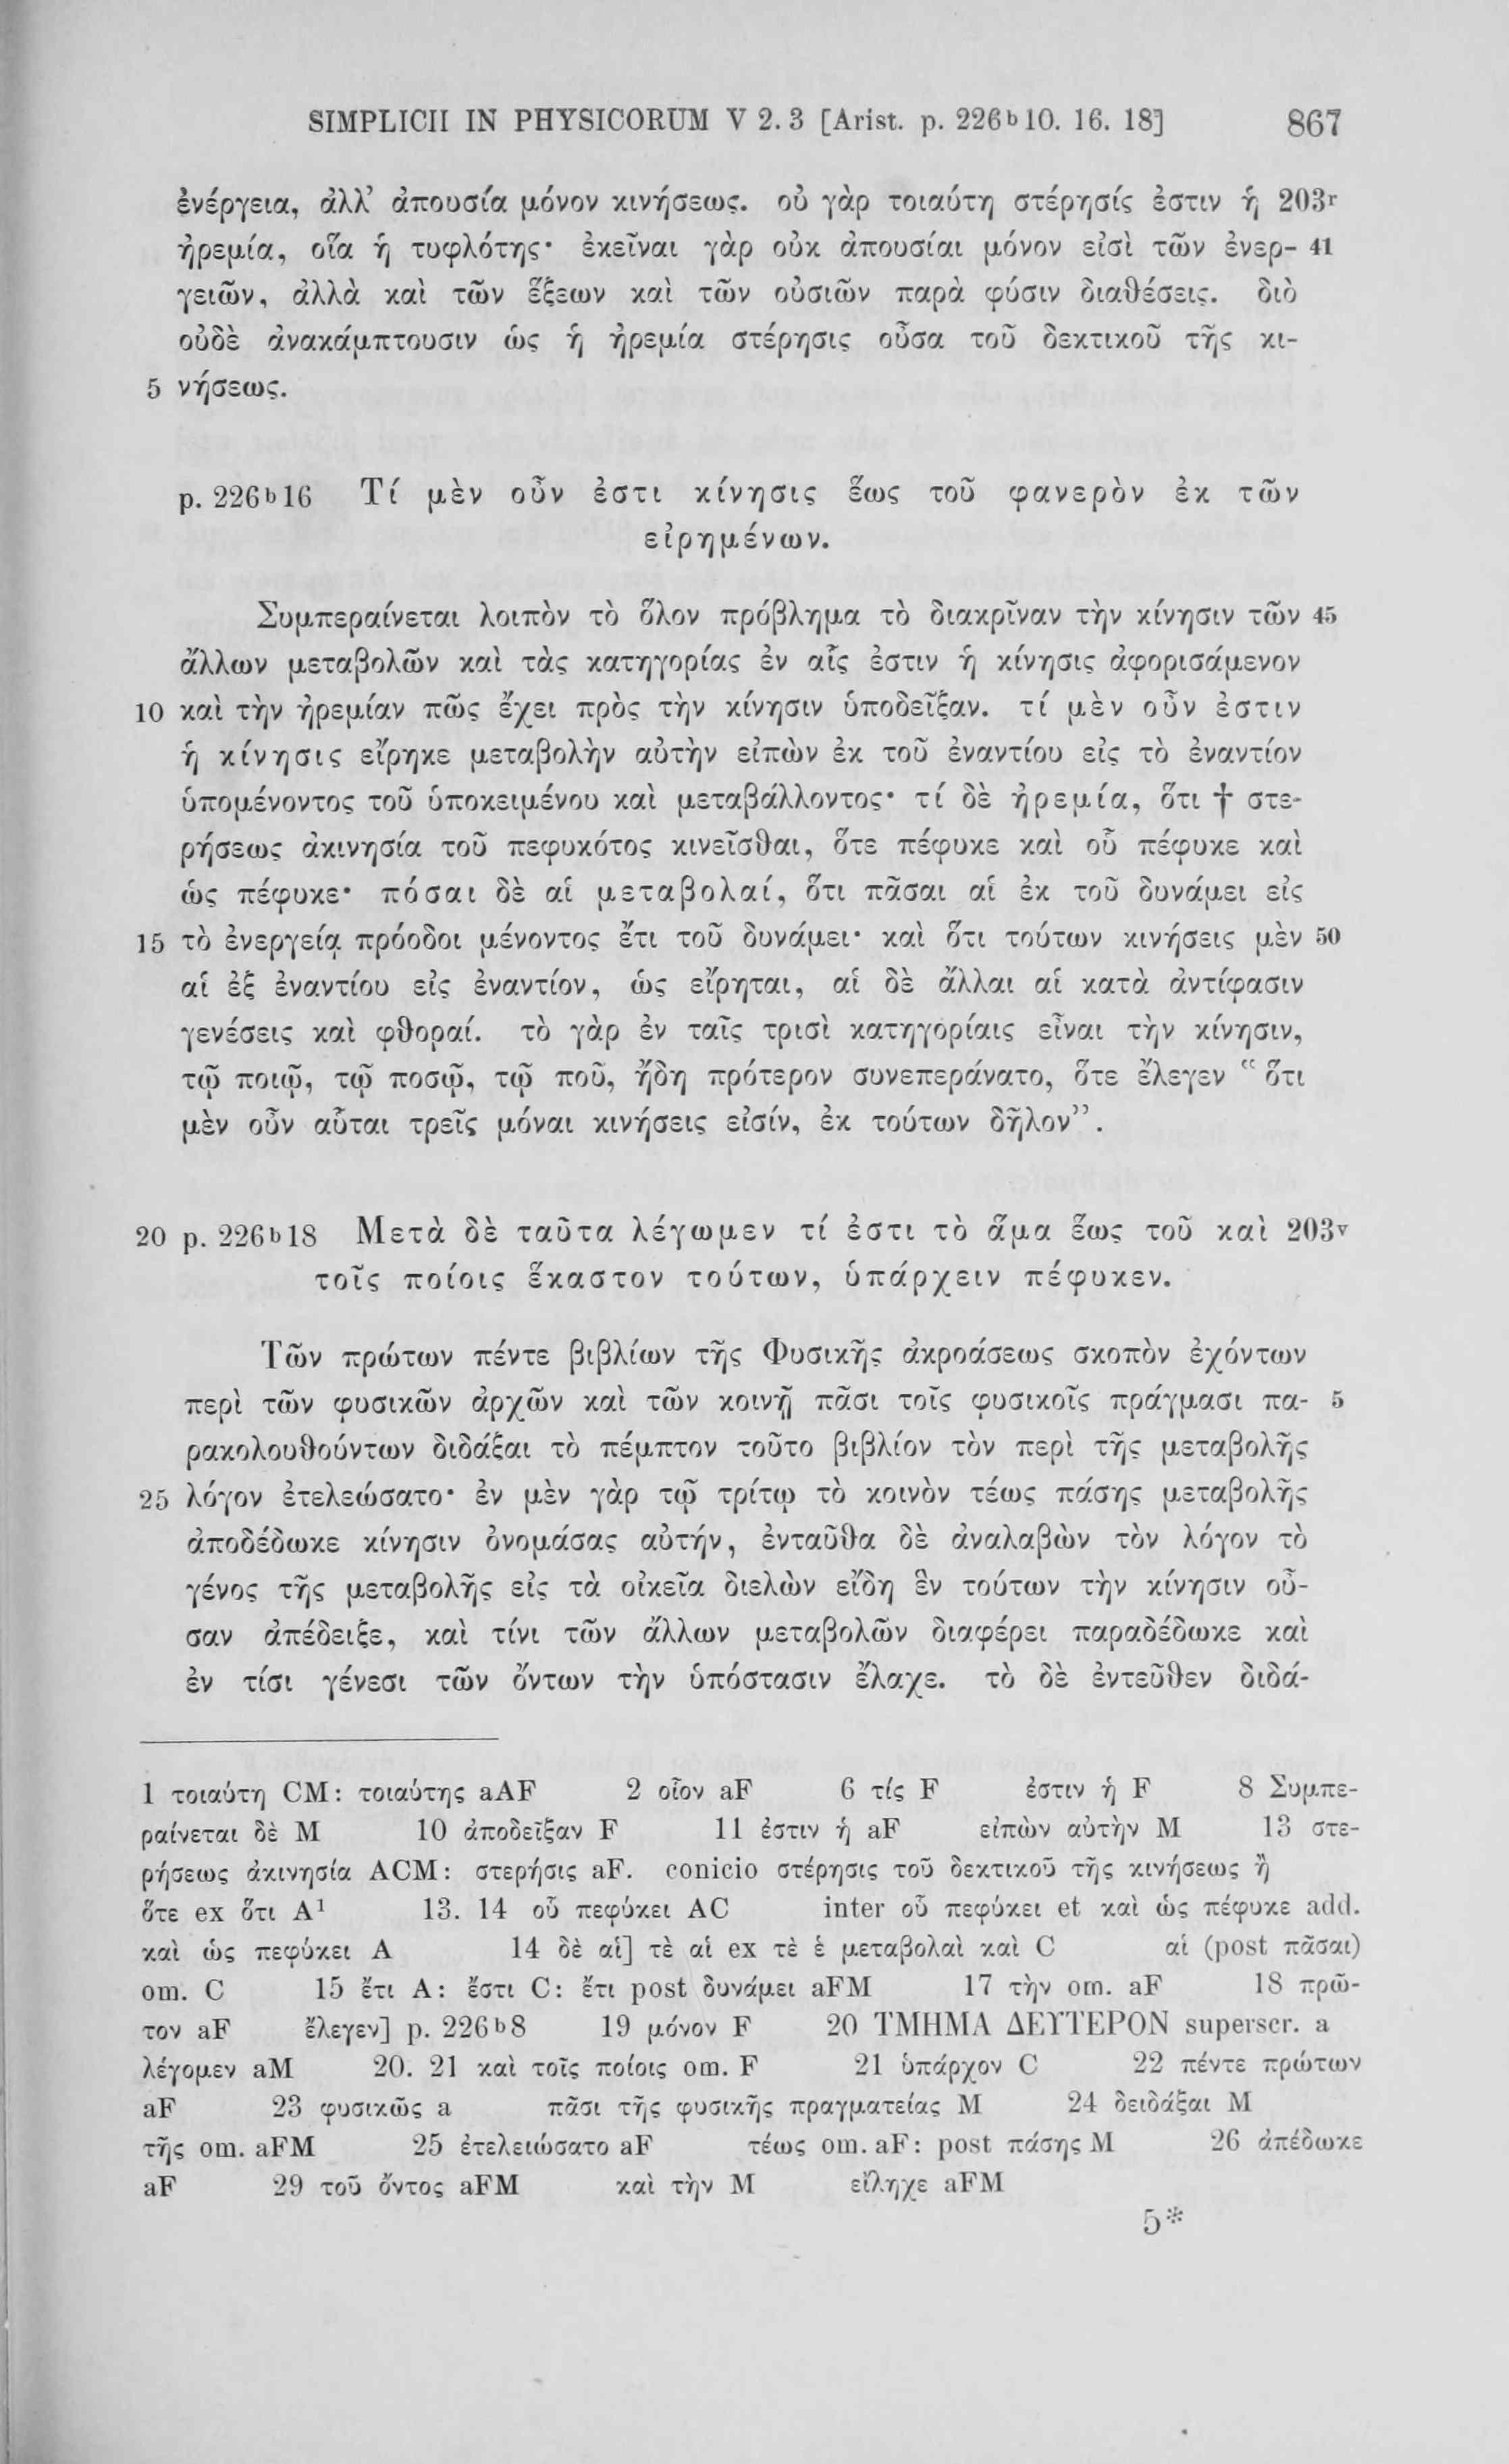 SIMPLICII IN PHYSICORUM V 2. 3 [Arist. p. 226ᵇ10. 16. 18] 867
ἐνέργεια, ἀλλ’ ἀπουσία μόνον κινήσεως. οὐ γὰρ τοιαύτη στέρησίς ἐστιν ἡ 203ʳ
ἠρεμία, οἵα ἡ τυφλότης· ἐκεῖναι γὰρ οὐκ ἀπουσίαι μόνον εἰσὶ τῶν ἐνερ- 41
γειῶν, ἀλλὰ καὶ τῶν ἕξεων καὶ τῶν οὐσιῶν παρὰ φύσιν διαθέσεις. διὸ
οὐδὲ ἀνακάμπτουσιν ὡς ἡ ἠρεμία στέρησις οὖσα τοῦ δεκτικοῦ τῆς κι-
5 νήσεως.
p. 226ᵇ16 Τί μὲν οὖν ἐστι κίνησις ἕως τοῦ φανερὸν ἐκ τῶν
εἰρημένων.
Συμπεραίνεται λοιπὸν τὸ ὅλον πρόβλημα τὸ διακρῖναν τὴν κίνησιν τῶν 45
ἄλλων μεταβολῶν καὶ τὰς κατηγορίας ἐν αἷς ἐστιν ἡ κίνησις ἀφορισάμενον
10 καὶ τὴν ἠρεμίαν πῶς ἔχει πρὸς τὴν κίνησιν ὑποδεῖξαν. τί μὲν οὖν ἐστιν
ἡ κίνησις εἴρηκε μεταβολὴν αὐτὴν εἰπὼν ἐκ τοῦ ἐναντίου εἰς τὸ ἐναντίον
ὑπομένοντος τοῦ ὑποκειμένου καὶ μεταβάλλοντος· τί δὲ ἠρεμία, ὅτι † στε-
ρήσεως ἀκινησία τοῦ πεφυκότος κινεῖσθαι, ὅτε πέφυκε καὶ οὗ πέφυκε καὶ
ὡς πέφυκε· πόσαι δὲ αἱ μεταβολαί, ὅτι πᾶσαι αἱ ἐκ τοῦ δυνάμει εἰς
15 τὸ ἐνεργείᾳ πρόοδοι μένοντος ἔτι τοῦ δυνάμει· καὶ ὅτι τούτων κινήσεις μὲν 50
αἱ ἐξ ἐναντίου εἰς ἐναντίον, ὡς εἴρηται, αἱ δὲ ἄλλαι αἱ κατὰ ἀντίφασιν
γενέσεις καὶ φθοραί. τὸ γὰρ ἐν ταῖς τρισὶ κατηγορίαις εἶναι τὴν κίνησιν,
τῷ ποιῷ, τῷ ποσῷ, τῷ ποῦ, ἤδη πρότερον συνεπεράνατο, ὅτε ἔλεγεν “ὅτι
μὲν οὖν αὗται τρεῖς μόναι κινήσεις εἰσίν, ἐκ τούτων δῆλον”.
20 p. 226ᵇ18 Μετὰ δὲ ταῦτα λέγωμεν τί ἐστι τὸ ἅμα ἕως τοῦ καὶ 203ᵛ
τοῖς ποίοις ἕκαστον τούτων, ὑπάρχειν πέφυκεν.
Τῶν πρώτων πέντε βιβλίων τῆς Φυσικῆς ἀκροάσεως σκοπὸν ἐχόντων
περὶ τῶν φυσικῶν ἀρχῶν καὶ τῶν κοινῇ πᾶσι τοῖς φυσικοῖς πράγμασι πα- 5
ρακολουθούντων διδάξαι τὸ πέμπτον τοῦτο βιβλίον τὸν περὶ τῆς μεταβολῆς
25 λόγον ἐτελεώσατο· ἐν μὲν γὰρ τῷ τρίτῳ τὸ κοινὸν τέως πάσης μεταβολῆς
ἀποδέδωκε κίνησιν ὀνομάσας αὐτήν, ἐνταῦθα δὲ ἀναλαβὼν τὸν λόγον τὸ
γένος τῆς μεταβολῆς εἰς τὰ οἰκεῖα διελὼν εἴδη ἓν τούτων τὴν κίνησιν οὖ-
σαν ἀπέδειξε, καὶ τίνι τῶν ἄλλων μεταβολῶν διαφέρει παραδέδωκε καὶ
ἐν τίσι γένεσι τῶν ὄντων τὴν ὑπόστασιν ἔλαχε. τὸ δὲ ἐντεῦθεν διδά-
1 τοιαύτη CM: τοιαύτης aAF 2 οἷον aF 6 τίς F ἐστιν ἡ F 8 Συμπε-
ραίνεται δὲ M 10 ἀποδεῖξαν F 11 ἐστιν ἡ aF εἰπὼν αὐτὴν M 13 στε-
ρήσεως ἀκινησία ACM: στερήσις aF. conicio στέρησις τοῦ δεκτικοῦ τῆς κινήσεως ἢ
ὅτε ex ὅτι A¹ 13. 14 οὗ πεφύκει AC inter οὗ πεφύκει et καὶ ὡς πέφυκε add.
καὶ ὡς πεφύκει A 14 δὲ αἱ] τὲ αἱ ex τὲ ἑ μεταβολαὶ καὶ C αἱ (post πᾶσαι)
om. C 15 ἔτι A: ἔστι C: ἔτι post δυνάμει aFM 17 τὴν om. aF 18 πρῶ-
τον aF ἔλεγεν] p. 226ᵇ8 19 μόνον F 20 ΤΜΗΜΑ ΔΕΥΤΕΡΟΝ superscr. a
λέγομεν aM 20. 21 καὶ τοῖς ποίοις om. F 21 ὑπάρχον C 22 πέντε πρώτων
aF 23 φυσικῶς a πᾶσι τῆς φυσικῆς πραγματείας M 24 δειδάξαι M
τῆς om. aFM 25 ἐτελειώσατο aF τέως om. aF: post πάσης M 26 ἀπέδωκε
aF 29 τοῦ ὄντος aFM καὶ τὴν M εἴληχε aFM
5*